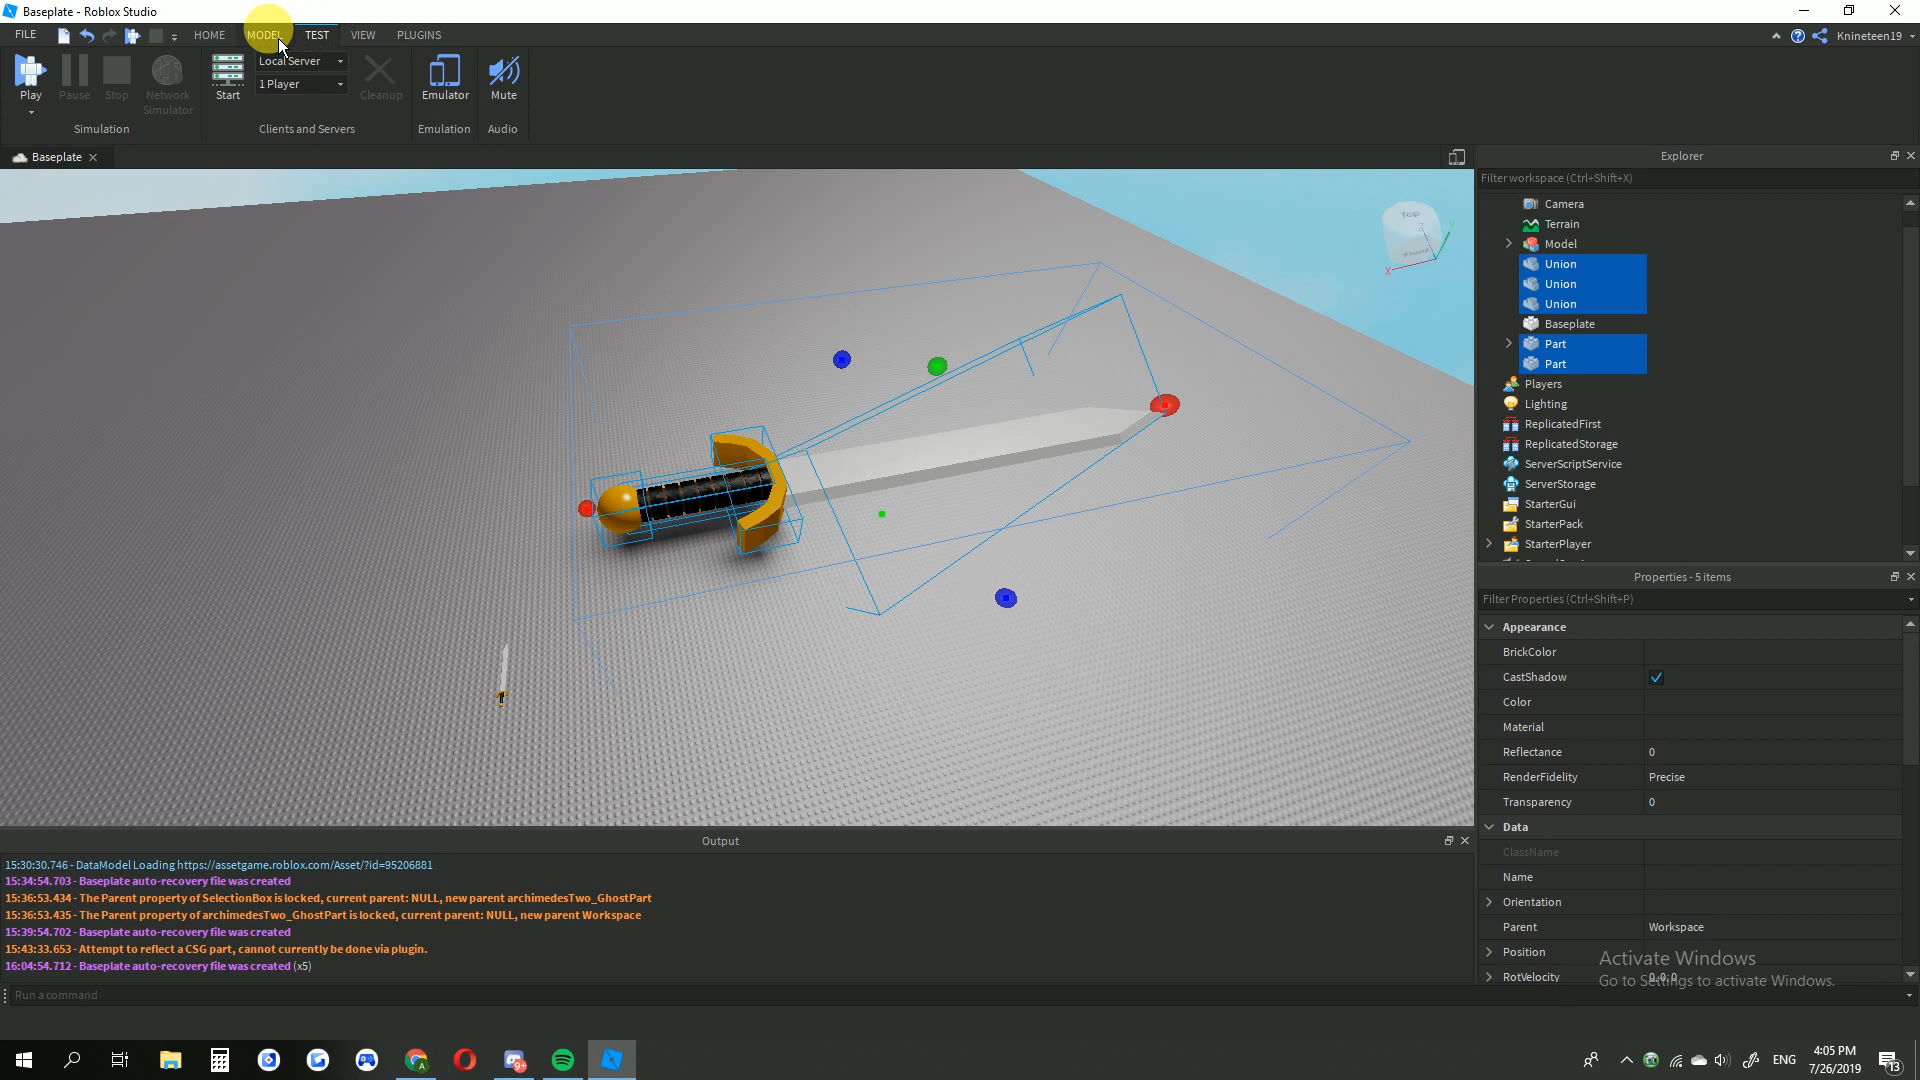 Baseplate - Roblox Studio
FILE
HOME
MODEL
TEST
VIEW
PLUGINS
Knineteen19
Play
Pause
Stop
Network
Simulator
Start
Local Server
1 Player
Cleanup
Emulator
Mute
Simulation
Clients and Servers
Emulation
Audio
Baseplate
Top
X
Z
Explorer
Filter workspace (Ctrl+Shift+X)
Camera
Terrain
Model
Union
Union
Union
Baseplate
Part
Part
Players
Lighting
ReplicatedFirst
ReplicatedStorage
ServerScriptService
ServerStorage
StarterGui
StarterPack
StarterPlayer
Properties - 5 items
Filter Properties (Ctrl+Shift+P)
Appearance
BrickColor
CastShadow
Color
Material
Reflectance 0
RenderFidelity Precise
Transparency 0
Data
ClassName
Name
Orientation
Parent Workspace
Position
RotVelocity 0,0,0
Activate Windows
Go to Settings to activate Windows.
Output
15:30:30.746 - DataModel Loading https://assetgame.roblox.com/Asset/?id=95206881
15:34:54.703 - Baseplate auto-recovery file was created
15:36:53.434 - The Parent property of SelectionBox is locked, current parent: NULL, new parent archimedesTwo_GhostPart
15:36:53.435 - The Parent property of archimedesTwo_GhostPart is locked, current parent: NULL, new parent Workspace
15:39:54.702 - Baseplate auto-recovery file was created
15:43:33.653 - Attempt to reflect a CSG part, cannot currently be done via plugin.
16:04:54.712 - Baseplate auto-recovery file was created (x5)
Run a command
9+
ENG
4:05 PM
7/26/2019
13